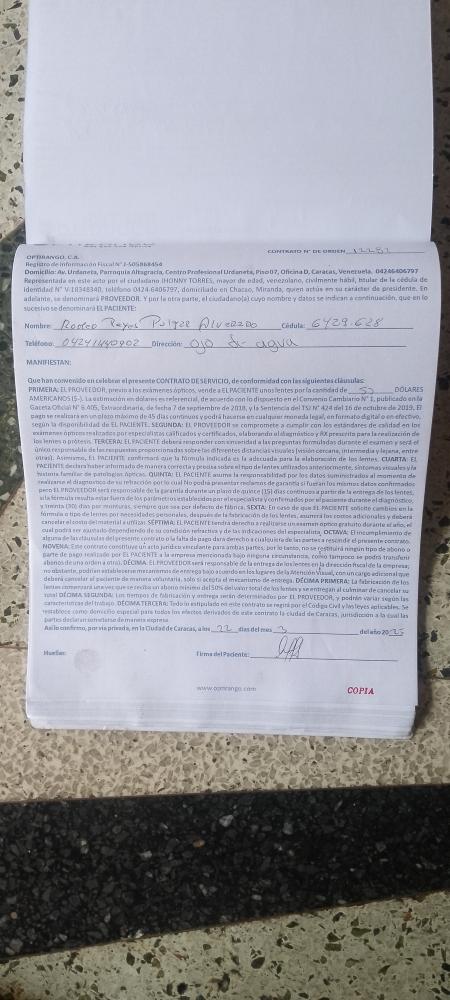 CONTRATO N° DE ORDEN 12281
OPTIRANGO, C.A.
Registro de Información Fiscal N° J-505868454
Domicilio: Av. Urdaneta, Parroquia Altagracia, Centro Profesional Urdaneta, Piso 07, Oficina D, Caracas, Venezuela. 04246406797
Representada en este acto por el ciudadano JHONNY TORRES, mayor de edad, venezolano, civilmente hábil, titular de la cédula de
identidad N° V-18348340, teléfono 0424-6406797, domiciliado en Chacao, Miranda, quien actúa en su carácter de presidente. En
adelante, se denominará PROVEEDOR. Y por la otra parte, el ciudadano(a) cuyo nombre y datos se indican a continuación, que en lo
sucesivo se denominará EL PACIENTE:
Nombre: Reyes Pulgar Cédula: 6429.628
Teléfono: 04241440902 Dirección: ojo de agua
MANIFIESTAN:
Que han convenido en celebrar el presente CONTRATO DE SERVICIO, de conformidad con las siguientes cláusulas:
PRIMERA: EL PROVEEDOR, previo a los exámenes ópticos, vende a EL PACIENTE unos lentes por la cantidad de DÓLARES
AMERICANOS ($-). La estimación en dólares es referencial, de acuerdo con lo dispuesto en el Convenio Cambiario N° 1, publicado en la
Gaceta Oficial N° 6.405, Extraordinaria, de fecha 7 de septiembre de 2018, y la Sentencia del TSJ N° 424 del 16 de octubre de 2019. El
pago se realizará en un plazo máximo de 45 días continuos y podrá hacerse en cualquier moneda legal, en formato digital o en efectivo,
según la disponibilidad de EL PACIENTE. SEGUNDA: EL PROVEEDOR se compromete a cumplir con los estándares de calidad en los
exámenes ópticos realizados por especialistas calificados y certificados, elaborando el diagnóstico y RX prescrito para la realización de
los lentes o prótesis. TERCERA: EL PACIENTE deberá responder con sinceridad a las preguntas formuladas durante el examen y será el
único responsable de las respuestas proporcionadas sobre las diferentes distancias visuales (visión cercana, intermedia y lejana, entre
otras). Asimismo, EL PACIENTE confirmará que la fórmula indicada es la adecuada para la elaboración de los lentes. CUARTA: EL
PACIENTE declara haber informado de manera correcta y precisa sobre el tipo de lentes utilizados anteriormente, síntomas visuales y la
historia familiar de patologías ópticas. QUINTA: EL PACIENTE asume la responsabilidad por los datos suministrados al momento de
realizarse el diagnóstico de su refracción por lo cual No podrá presentar reclamos de garantía si fueran los mismos datos confirmados
pero EL PROVEEDOR será responsable de la garantía durante un plazo de quince (15) días continuos a partir de la entrega de los lentes,
si la fórmula resulta estar fuera de los parámetros establecidos por el especialista y confirmados por el paciente durante el diagnóstico,
y treinta (30) días por monturas, siempre que sea por defecto de fábrica. SEXTA: En caso de que EL PACIENTE solicite cambios en la
fórmula o tipo de lentes por necesidades personales, después de la fabricación de los lentes, asumirá los costos adicionales y deberá
cancelar el costo del material a utilizar. SÉPTIMA: EL PACIENTE tendrá derecho a realizarse un examen óptico gratuito durante el año, el
cual podrá ser ajustado dependiendo de su condición refractiva y de las indicaciones del especialista. OCTAVA: El incumplimiento de
alguna de las cláusulas del presente contrato o la falta de pago dará derecho a cualquiera de las partes a rescindir el presente contrato.
NOVENA: Este contrato constituye un acto jurídico vinculante para ambas partes, por lo tanto, no se restituirá ningún tipo de abono o
parte de pago realizado por EL PACIENTE a la empresa mencionada bajo ninguna circunstancia, como tampoco se podrá transferir
abonos de una orden a otra. DÉCIMA: EL PROVEEDOR será responsable de la entrega de los lentes en la dirección fiscal de la empresa;
no obstante, podrían establecerse mecanismos de entrega bajo acuerdo en los lugares de la Atención Visual, con un cargo adicional que
deberá cancelar el paciente de manera voluntaria, solo si acepta el mecanismo de entrega. DÉCIMA PRIMERA: La fabricación de los
lentes comenzará una vez que se reciba un abono mínimo del 50% del valor total de los lentes y se entregan al culminar de cancelar su
total DÉCIMA SEGUNDA: Los tiempos de fabricación y entrega serán determinados por EL PROVEEDOR, y podrán variar según las
características del trabajo. DÉCIMA TERCERA: Todo lo estipulado en este contrato se regirá por el Código Civil y las leyes aplicables. Se
establece como domicilio especial para todos los efectos derivados de este contrato la ciudad de Caracas, jurisdicción a la cual las
partes declaran someterse de manera expresa.
Así lo confirmo, por vía privada, en la Ciudad de Caracas, a los 22 días del mes 3 del año 2025
Huellas: Firma del Paciente:
www.optirango.com COPIA